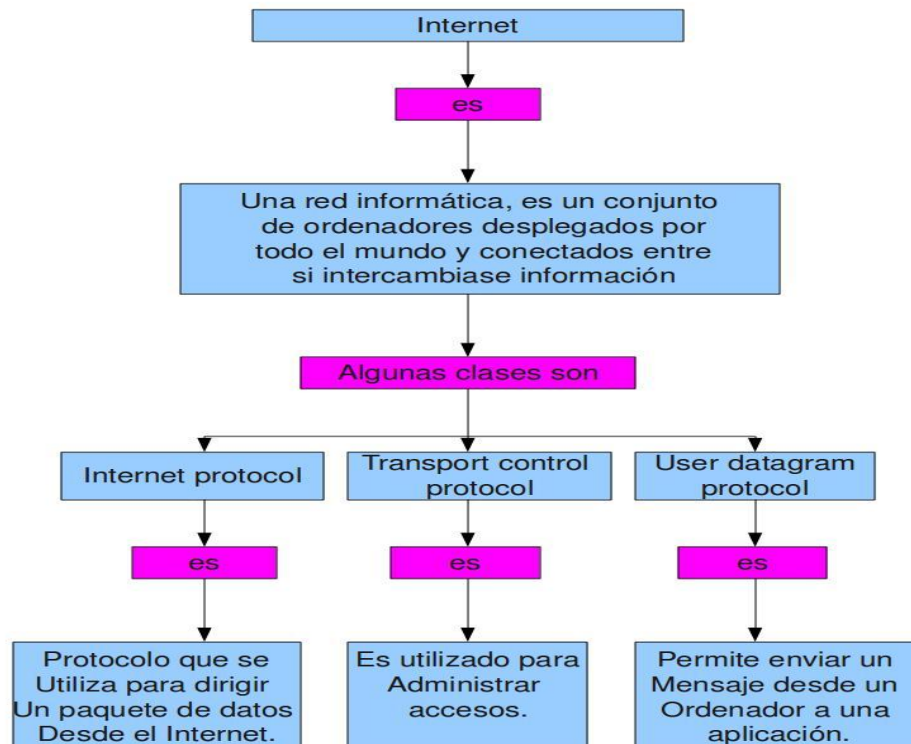 Internet
es
Una red informática, es un conjunto
de ordenadores desplegados por
todo el mundo y conectados entre
si intercambiase información
Algunas clases son
Internet protocol
Transport control
protocol
User datagram
protocol
es
es
es
Protocolo que se
Utiliza para dirigir
Un paquete de datos
Desde el Internet.
Es utilizado para
Administrar
accesos.
Permite enviar un
Mensaje desde un
Ordenador a una
aplicación.